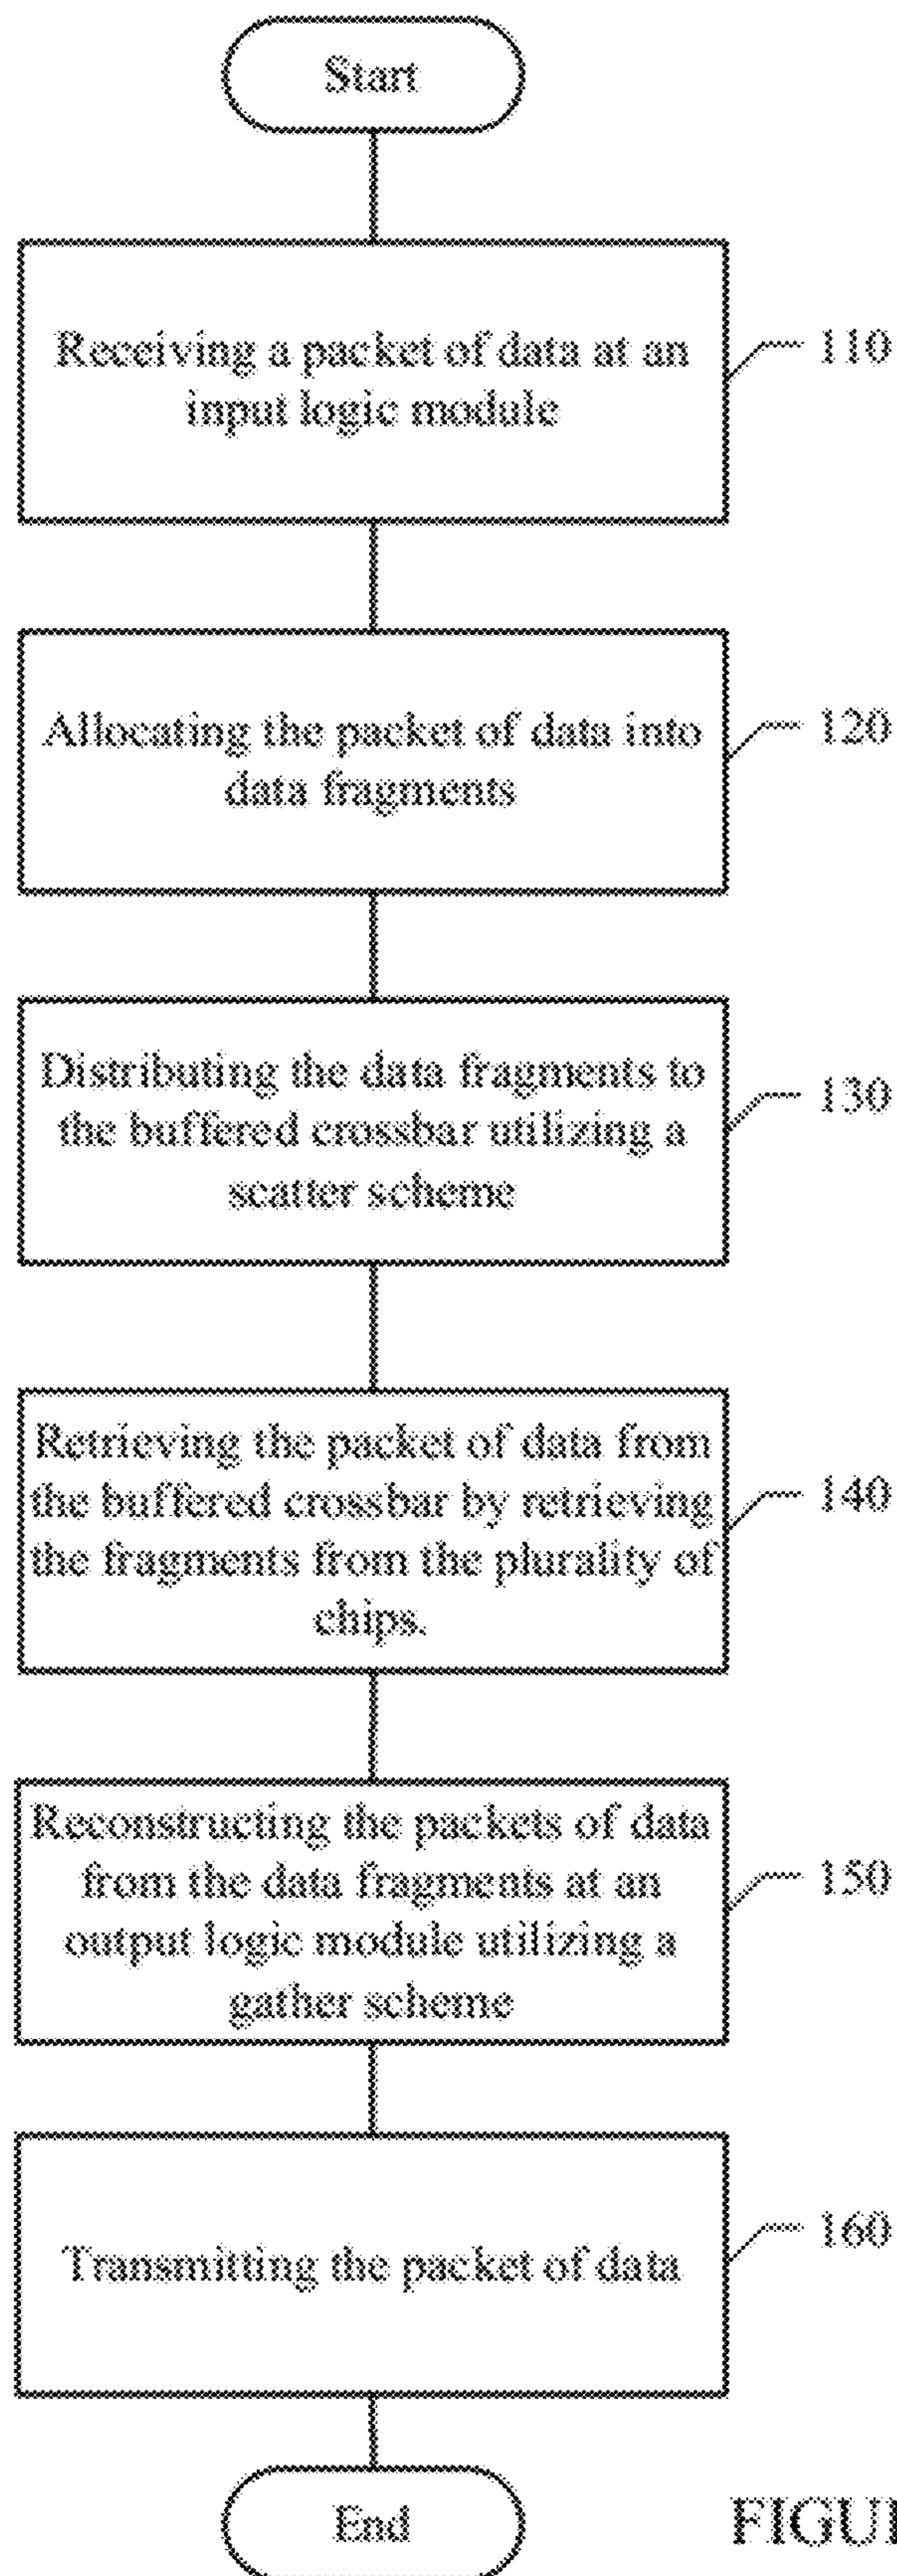 Start
Receiving a packet of data at an
input logic module
110
Allocating the packet of data into
data fragments
120
Distributing the data fragments to
the buffered crossbar utilizing a
scatter scheme
130
Retrieving the packet of data from
the buffered crossbar by retrieving
the fragments from the plurality of
chips.
140
Reconstructing the packets of data
from the data fragments at an
output logic module utilizing a
gather scheme
150
Transmitting the packet of data
160
End